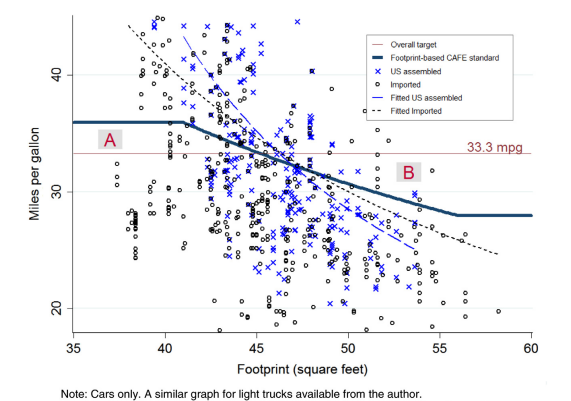 Overall target
Footprint-based CAFE standard
US assembled
Imported
Fitted US assembled
Fitted Imported
40
30
20
Miles per gallon
A
B
33.3 mpg
35 40 45 50 55 60
Footprint (square feet)
Note: Cars only. A similar graph for light trucks available from the author.